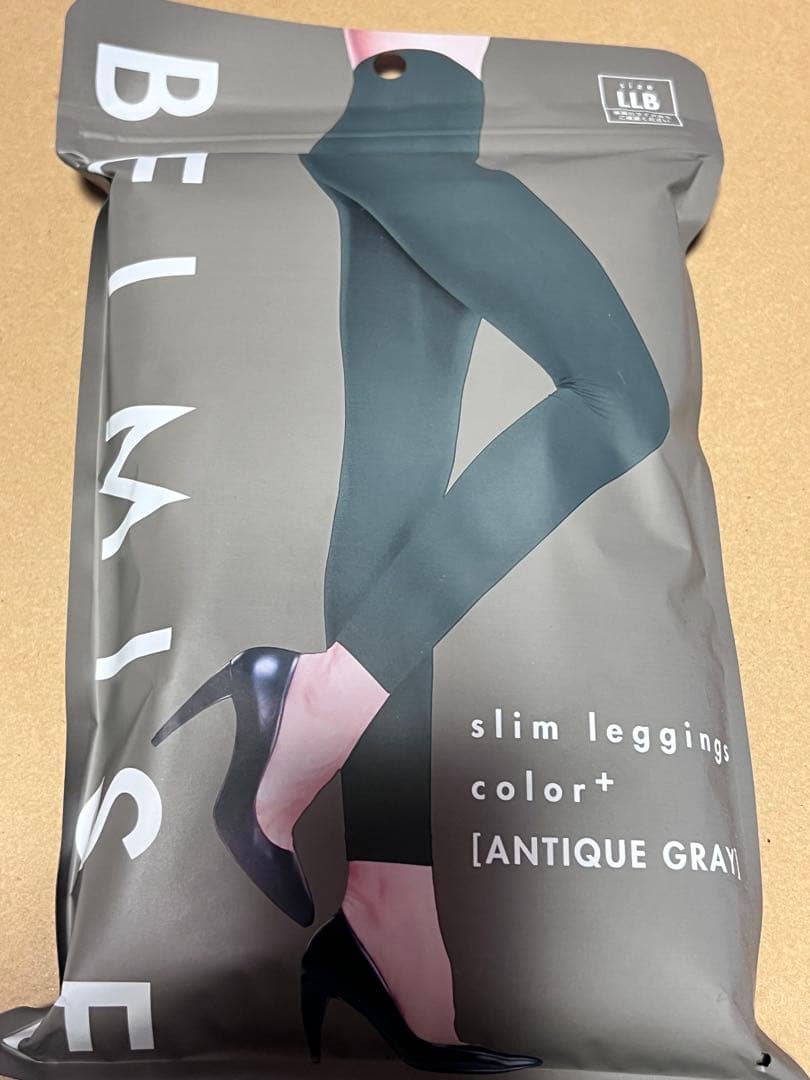 BELMISE
size
LLB
slim leggings
color+
[ANTIQUE GRAY]